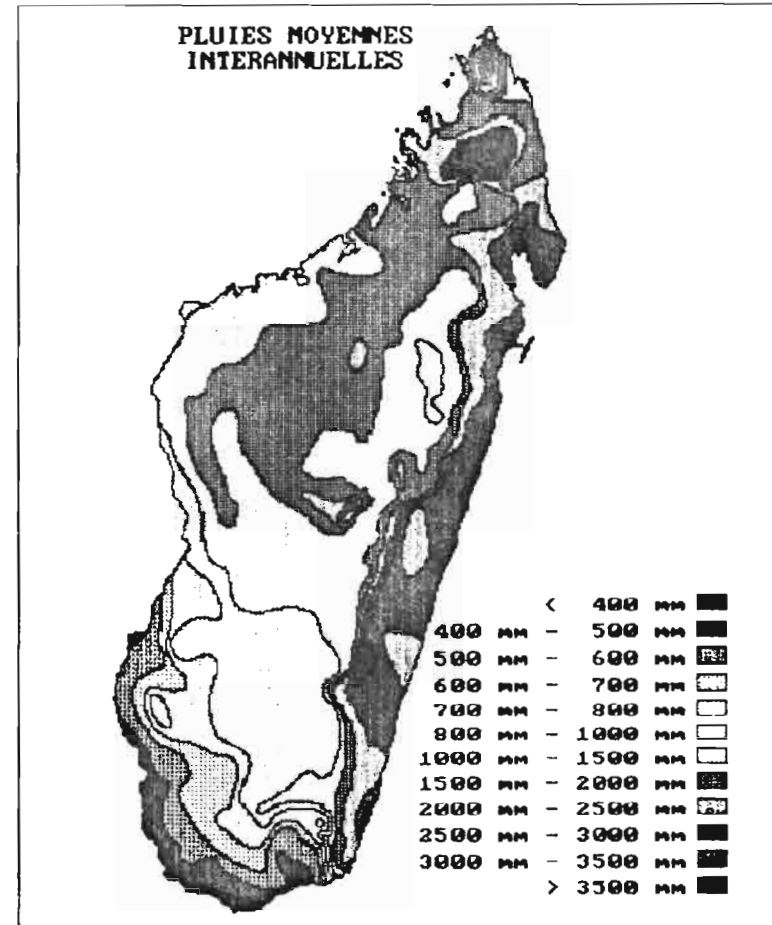 PLUIES MOYENNES
INTERANNUELLES
< 400 mm
400 mm - 500 mm
500 mm - 600 mm
600 mm - 700 mm
700 mm - 800 mm
800 mm - 1000 mm
1000 mm - 1500 mm
1500 mm - 2000 mm
2000 mm - 2500 mm
2500 mm - 3000 mm
3000 mm - 3500 mm
> 3500 mm